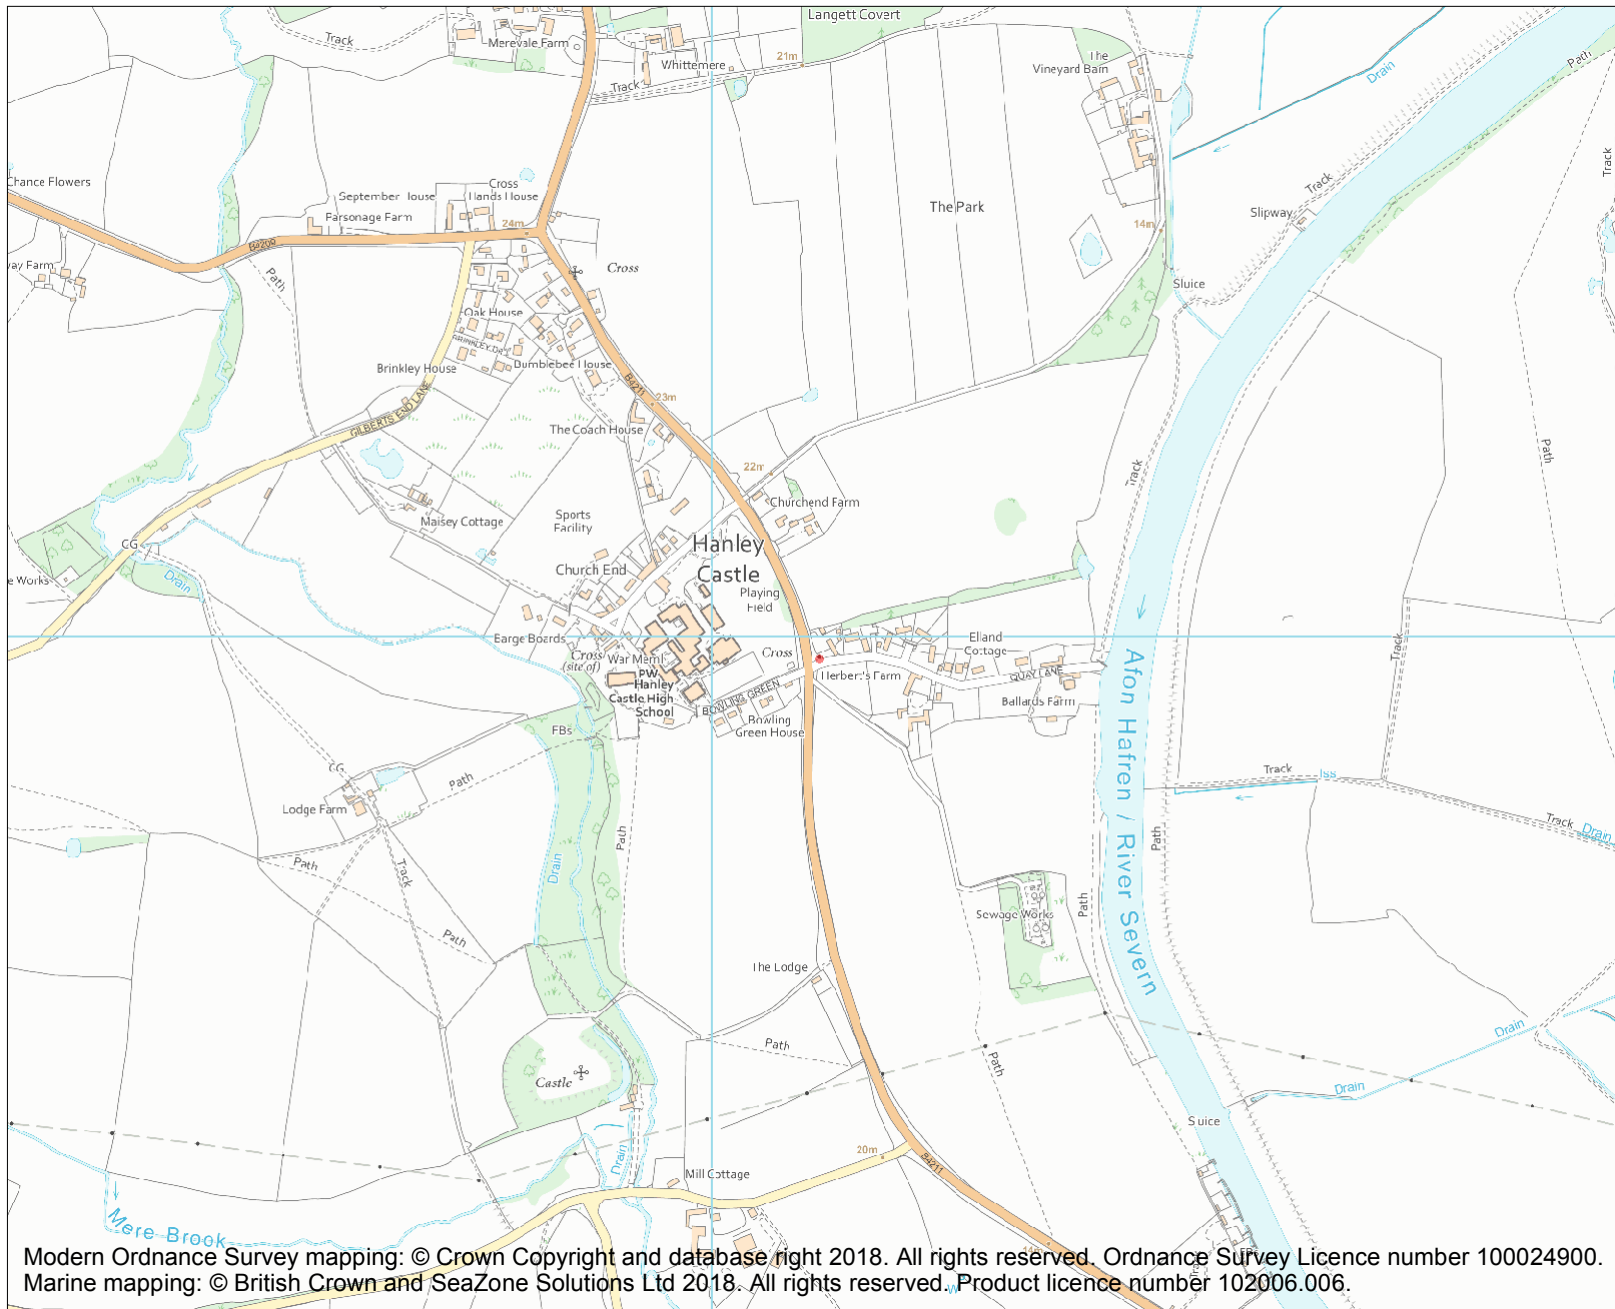 Langett Covert
Track
Merevale Farm
Whittemere
21m
The
Vineyard Barn
Drain
Path
Track
Track
Chance Flowers
Cross
Hands House
September House
Parsonage Farm
24m
The Park
Track
Slipway
14m
B4209
Cross
way Farm
Path
Sluice
Oak House
Bumblebee House
Brinkley House
B4211
23m
GILBERTS END LANE
The Coach House
Path
22m
Track
Churchend Farm
Sports
Facility
Maisey Cottage
CG
Hanley
Castle
Church End
e Works
Drain
Playing
Field
Earge Boards
Elland
Cottage
Track
Cross
(site of)
War Meml
Cross
PW
Hanley
Castle High
School
Herbert's Farm
QUAY LANE
BOWLING GREEN
Ballards Farm
Bowling
Green House
FBs
Afon Hafren / River Severn
CG
Path
Track
Iss
Lodge Farm
Path
Path
Track
Drain
Path
Track
Drain
Path
Sewage Works
Path
The Lodge
Drain
Path
Path
Castle
Drain
Sluice
Drain
20m
B4211
Mill Cottage
Mere Brook
14m
Modern Ordnance Survey mapping: © Crown Copyright and database right 2018. All rights reserved. Ordnance Survey Licence number 100024900.
Marine mapping: © British Crown and SeaZone Solutions Ltd 2018. All rights reserved. Product licence number 102006.006.